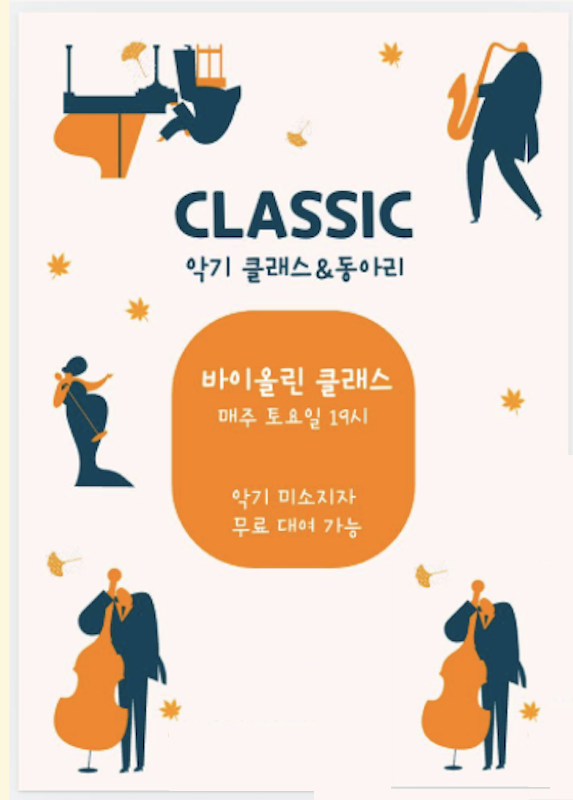 CLASSIC
악기 클래스&동아리
바이올린 클래스
매주 토요일 19시
악기 미소지자
무료 대여 가능